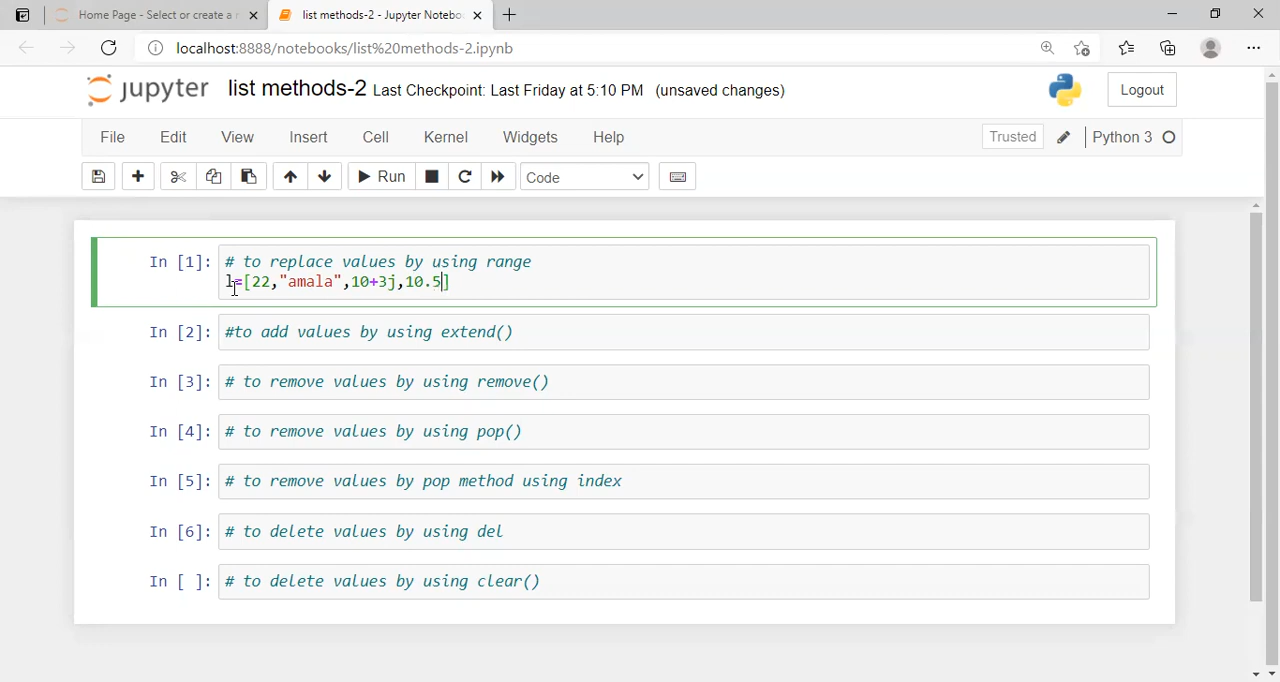 Home Page - Select or create a n
list methods-2 - Jupyter Notebo
localhost:8888/notebooks/list%20methods-2.ipynb
jupyter list methods-2 Last Checkpoint: Last Friday at 5:10 PM (unsaved changes)
Logout
File Edit View Insert Cell Kernel Widgets Help Trusted Python 3
Run Code
In [1]: # to replace values by using range
l=[22,"amala",10+3j,10.5]
In [2]: #to add values by using extend()
In [3]: # to remove values by using remove()
In [4]: # to remove values by using pop()
In [5]: # to remove values by pop method using index
In [6]: # to delete values by using del
In [ ]: # to delete values by using clear()